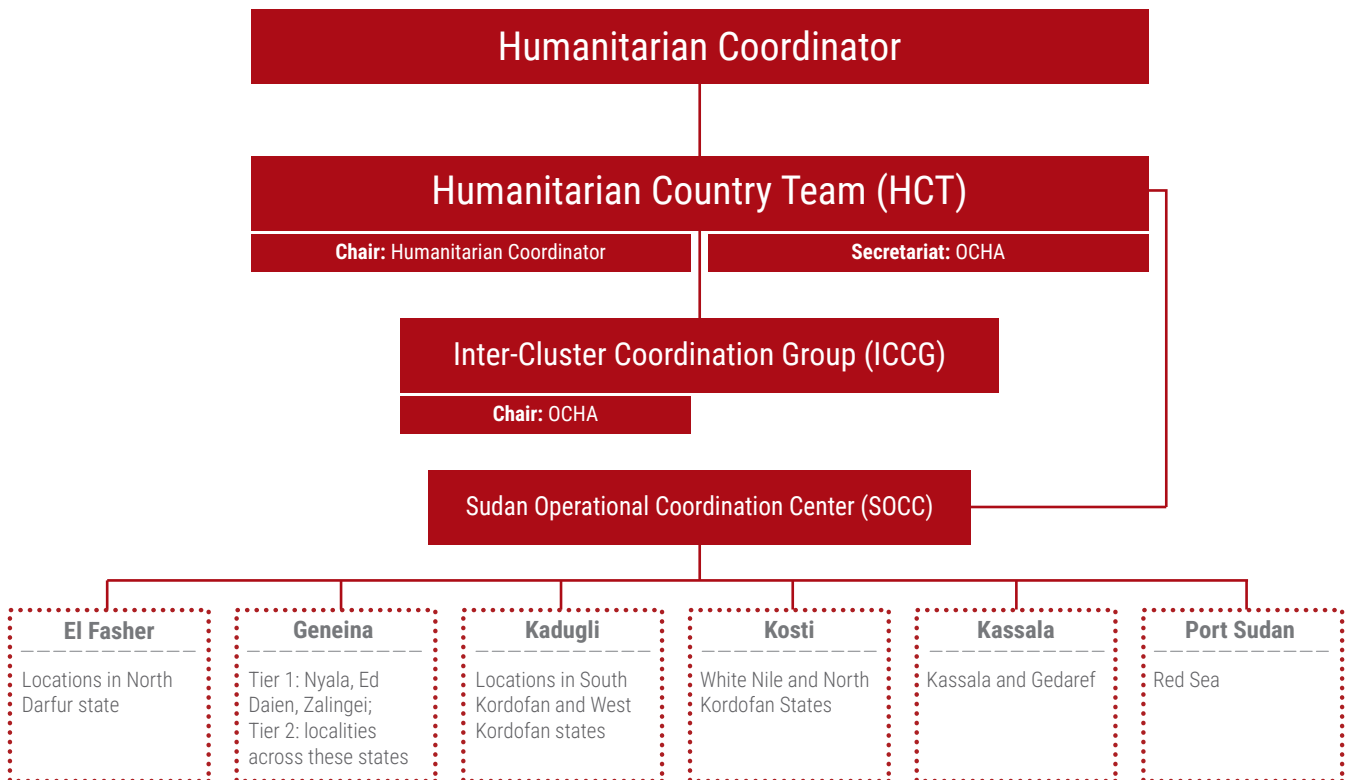 Humanitarian Coordinator
Humanitarian Country Team (HCT)
Chair: Humanitarian Coordinator
Secretariat: OCHA
Inter-Cluster Coordination Group (ICCG)
Chair: OCHA
Sudan Operational Coordination Center (SOCC)
El Fasher
Locations in North
Darfur state
Geneina
Tier 1: Nyala, Ed
Daien, Zalingei;
Tier 2: localities
across these states
Kadugli
Locations in South
Kordofan and West
Kordofan states
Kosti
White Nile and North
Kordofan States
Kassala
Kassala and Gedaref
Port Sudan
Red Sea